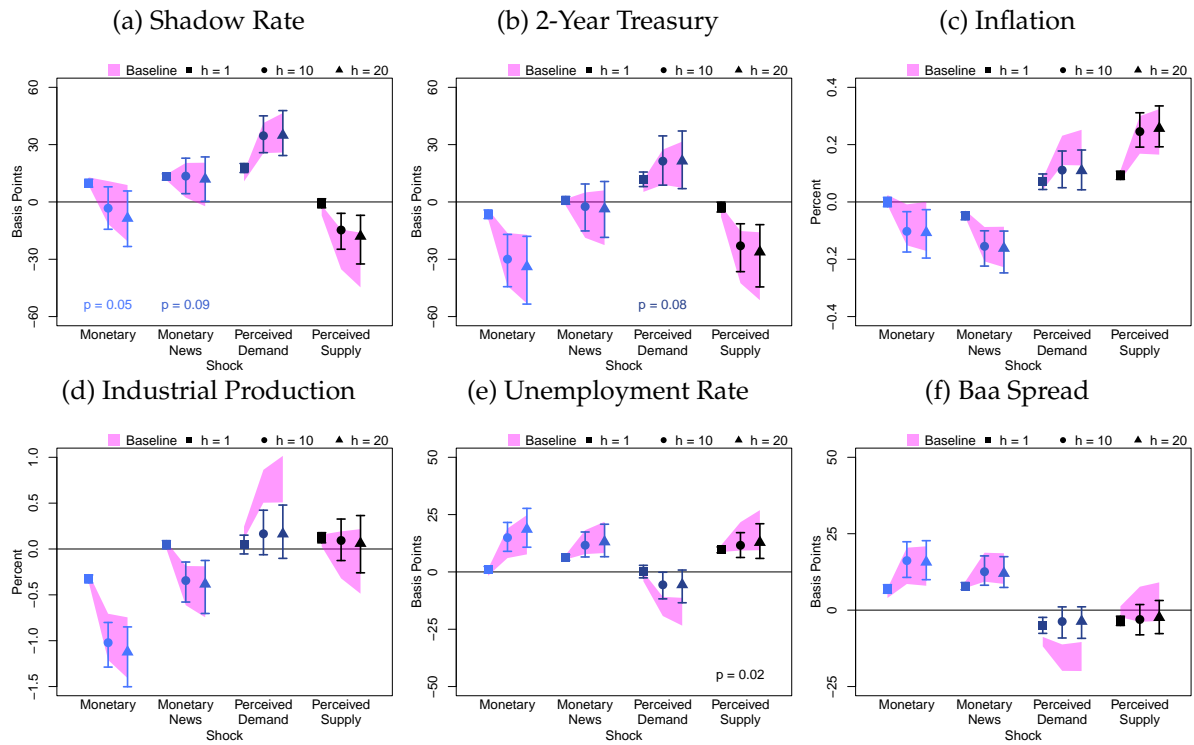 (a) Shadow Rate
Baseline h = 1 h = 10 h = 20
Basis Points
60
30
0
−30
−60
p = 0.05 p = 0.09
Monetary Monetary News Perceived Demand Perceived Supply
Shock
(b) 2-Year Treasury
Baseline h = 1 h = 10 h = 20
Basis Points
60
30
0
−30
−60
p = 0.08
Monetary Monetary News Perceived Demand Perceived Supply
Shock
(c) Inflation
Baseline h = 1 h = 10 h = 20
Percent
0.4
0.2
0.0
−0.2
−0.4
Monetary Monetary News Perceived Demand Perceived Supply
Shock
(d) Industrial Production
Baseline h = 1 h = 10 h = 20
Percent
1.0
0.5
0.0
−0.5
−1.0
−1.5
Monetary Monetary News Perceived Demand Perceived Supply
Shock
(e) Unemployment Rate
Baseline h = 1 h = 10 h = 20
Basis Points
50
25
0
−25
−50
p = 0.02
Monetary Monetary News Perceived Demand Perceived Supply
Shock
(f) Baa Spread
Baseline h = 1 h = 10 h = 20
Basis Points
50
25
0
−25
Monetary Monetary News Perceived Demand Perceived Supply
Shock